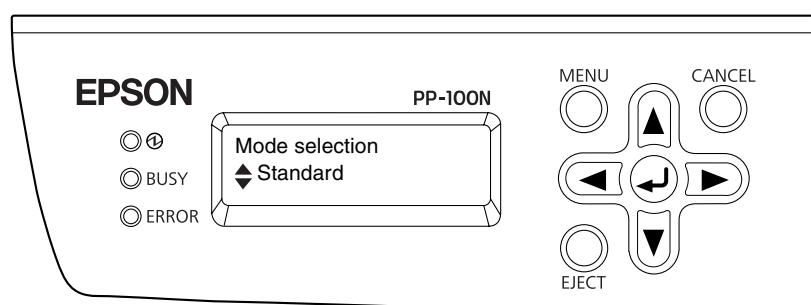 EPSON
PP-100N
MENU
CANCEL
Mode selection
Standard
BUSY
ERROR
EJECT